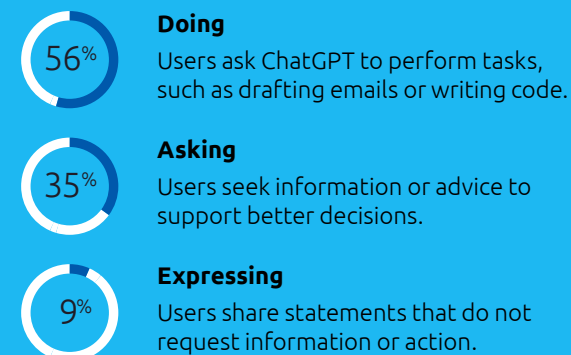 56%
Doing
Users ask ChatGPT to perform tasks,
such as drafting emails or writing code.
35%
Asking
Users seek information or advice to
support better decisions.
9%
Expressing
Users share statements that do not
request information or action.